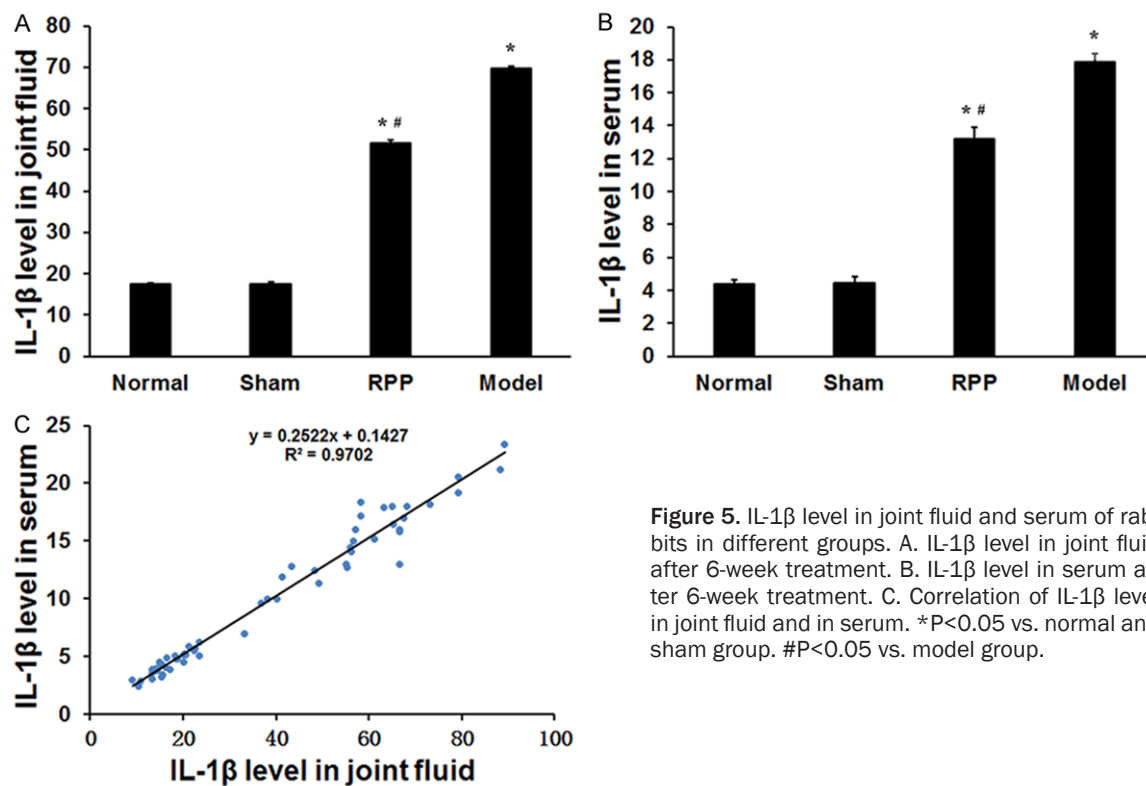 A
80
70
60
50
40
30
20
10
0
IL-1β level in joint fluid
*
* #
Normal Sham RPP Model
B
20
18
16
14
12
10
8
6
4
2
0
IL-1β level in serum
*
* #
Normal Sham RPP Model
C
25
20
15
10
5
0
IL-1β level in serum
y = 0.2522x + 0.1427
R² = 0.9702
0 20 40 60 80 100
IL-1β level in joint fluid
Figure 5. IL-1β level in joint fluid and serum of rab
bits in different groups. A. IL-1β level in joint flui
after 6-week treatment. B. IL-1β level in serum a
ter 6-week treatment. C. Correlation of IL-1β leve
in joint fluid and in serum. *P<0.05 vs. normal an
sham group. #P<0.05 vs. model group.